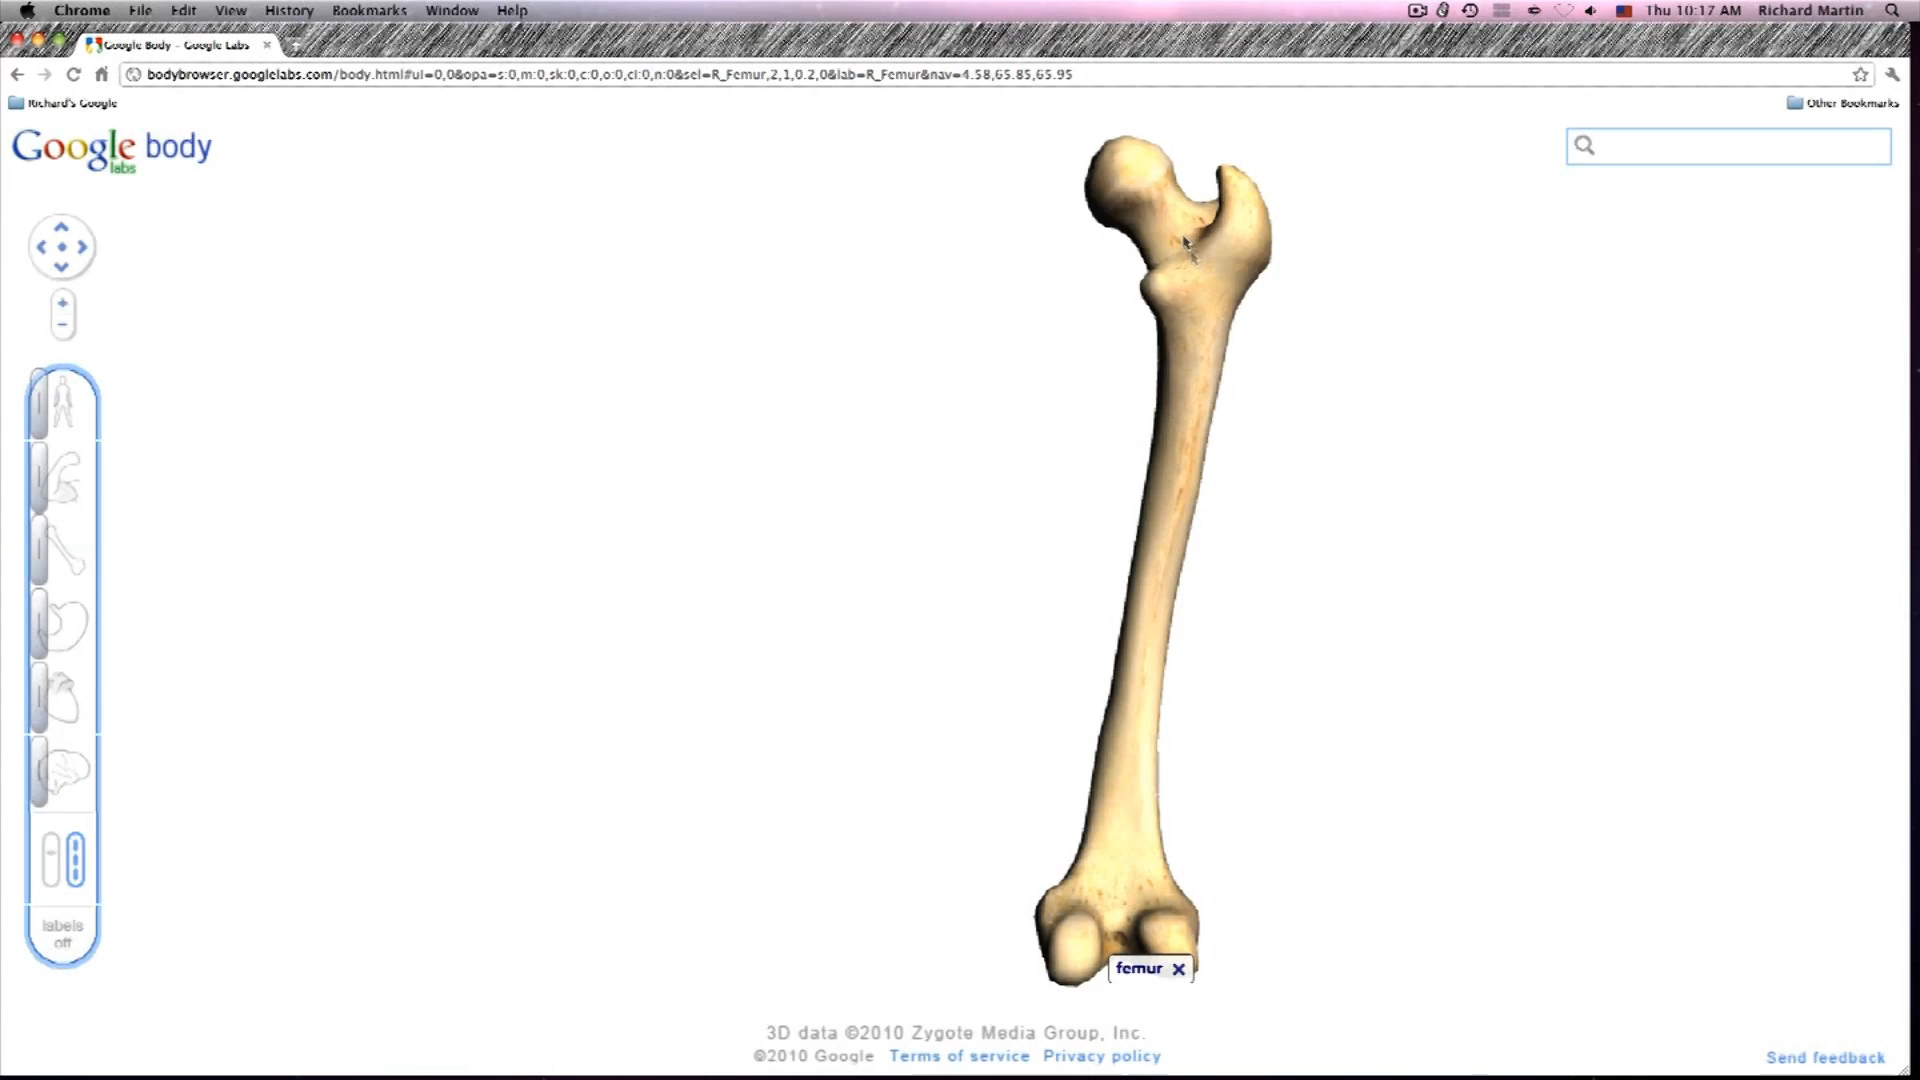 Chrome File Edit View History Bookmarks Window Help Thu 10:17 AM Richard Martin
Google Body - Google Labs
bodybrowser.googlelabs.com/body.html#ui=0,0&opa=s:0,m:0,sk:0,c:0,o:0,ci:0,n:0&sel=R_Femur,2,1,0.2,0&lab=R_Femur&nav=4.58,65.85,65.95
Richard's Google Other Bookmarks
Google body
labs
labels
off
femur
3D data ©2010 Zygote Media Group, Inc.
©2010 Google Terms of service Privacy policy
Send feedback